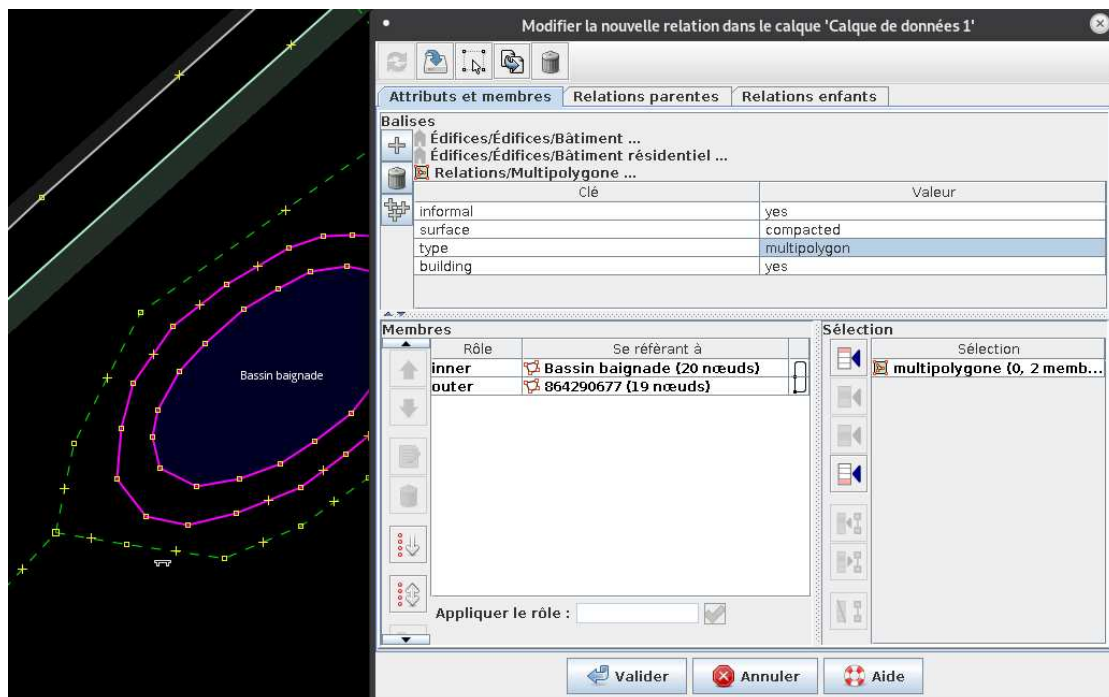 Modifier la nouvelle relation dans le calque 'Calque de données 1'
Attributs et membres Relations parentes Relations enfants
Balises
Édifices/Édifices/Bâtiment ...
Édifices/Édifices/Bâtiment résidentiel ...
Relations/Multipolygone ...
Clé Valeur
informal yes
surface compacted
type multipolygon
building yes
Membres
Rôle Se réfèrant à
inner Bassin baignade (20 nœuds)
outer 864290677 (19 nœuds)
Appliquer le rôle :
Sélection
Sélection
multipolygone (0, 2 memb...
Valider Annuler Aide
Bassin baignade